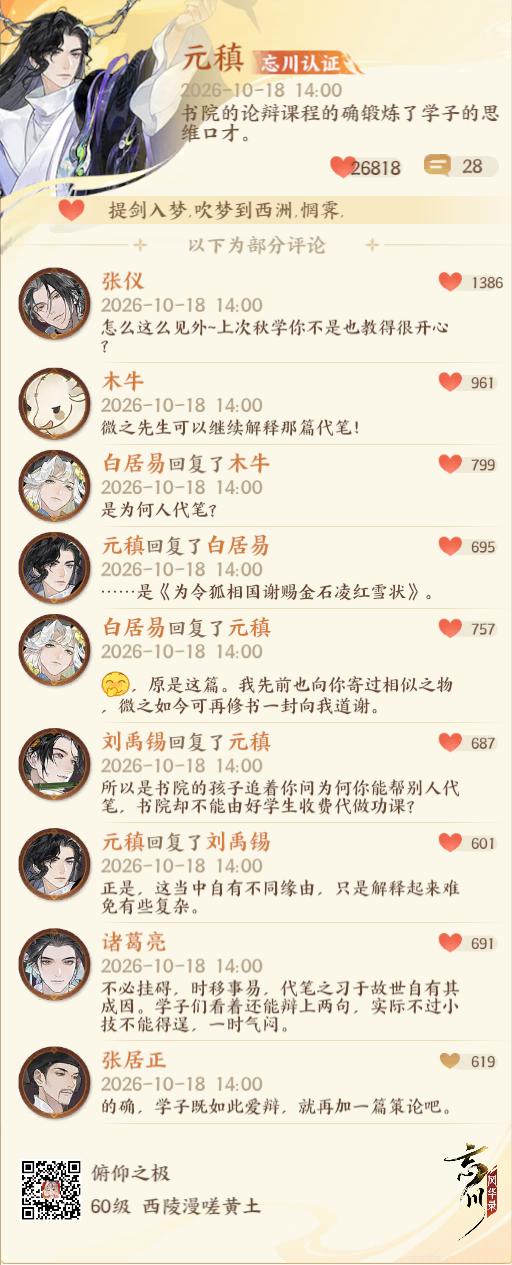 元稹 忘川认证
2026-10-18 14:00
书院的论辩课程的确锻炼了学子的思
维口才。
26818 28
提剑入梦,吹梦到西洲,惘霁,
以下为部分评论
张仪 1386
2026-10-18 14:00
怎么这么见外~上次秋学你不是也教得很开心
?
木牛 961
2026-10-18 14:00
微之先生可以继续解释那篇代笔!
白居易回复了木牛 799
2026-10-18 14:00
是为何人代笔?
元稹回复了白居易 695
2026-10-18 14:00
……是《为令狐相国谢赐金石凌红雪状》。
白居易回复了元稹 757
2026-10-18 14:00
，原是这篇。我先前也向你寄过相似之物
，微之如今可再修书一封向我道谢。
刘禹锡回复了元稹 687
2026-10-18 14:00
所以是书院的孩子追着你问为何你能帮别人代
笔，书院却不能由好学生收费代做功课?
元稹回复了刘禹锡 601
2026-10-18 14:00
正是，这当中自有不同缘由，只是解释起来难
免有些复杂。
诸葛亮 691
2026-10-18 14:00
不必挂碍，时移事易，代笔之习于故世自有其
成因。学子们看着还能辩上两句，实际不过小
技不能得逞，一时气闷。
张居正 619
2026-10-18 14:00
的确，学子既如此爱辩，就再加一篇策论吧。
俯仰之极
60级 西陵漫嗟黄土
忘川
风华录